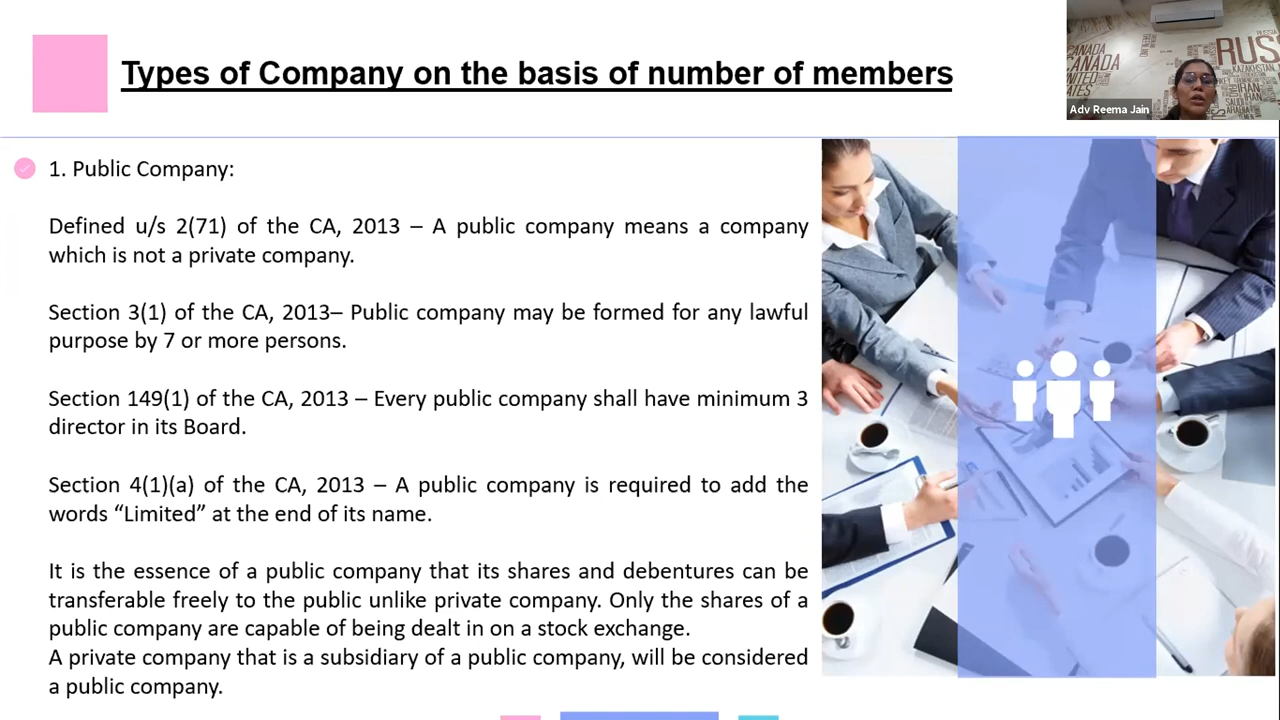 Types of Company on the basis of number of members
RUSS
CANADA
CANADA
UNITED
KAZAKHSTAN
IRAN
Adv Reema Jain
1. Public Company:
Defined u/s 2(71) of the CA, 2013 – A public company means a company
which is not a private company.
Section 3(1) of the CA, 2013– Public company may be formed for any lawful
purpose by 7 or more persons.
Section 149(1) of the CA, 2013 – Every public company shall have minimum 3
director in its Board.
Section 4(1)(a) of the CA, 2013 – A public company is required to add the
words “Limited” at the end of its name.
It is the essence of a public company that its shares and debentures can be
transferable freely to the public unlike private company. Only the shares of a
public company are capable of being dealt in on a stock exchange.
A private company that is a subsidiary of a public company, will be considered
a public company.